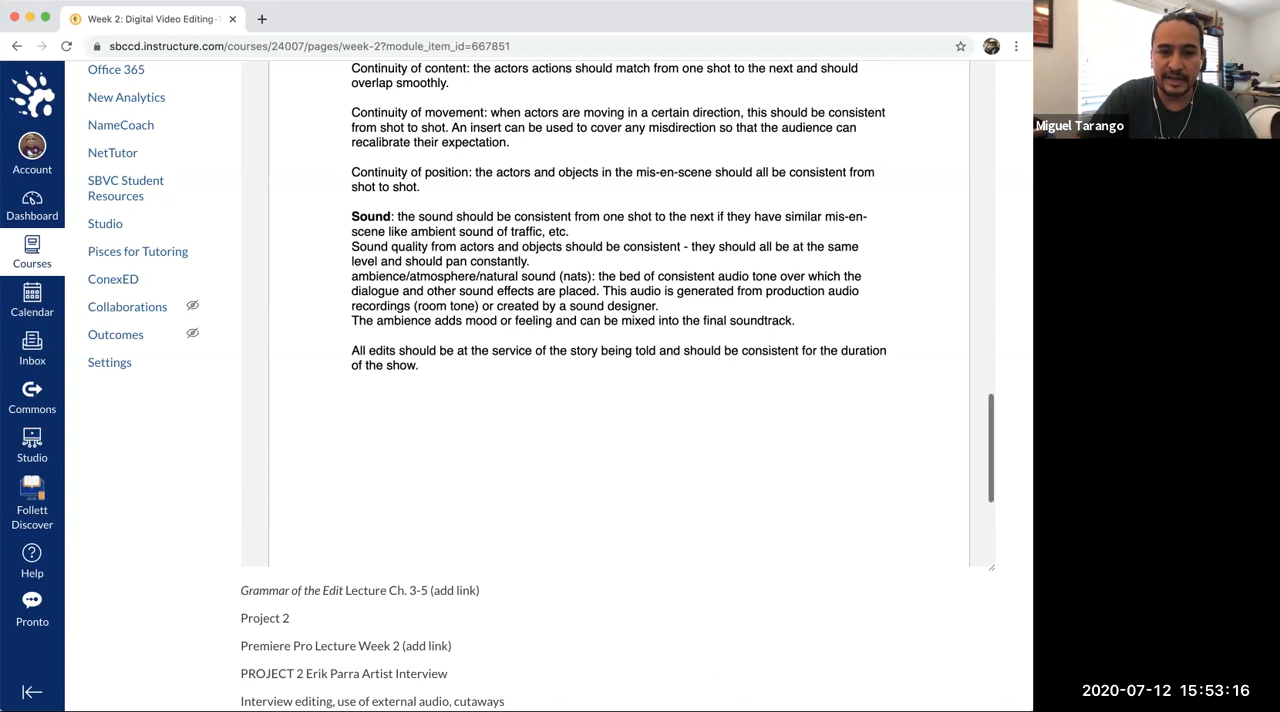 Week 2: Digital Video Editing-
sbccd.instructure.com/courses/24007/pages/week-2?module_item_id=667851
Account
Dashboard
Courses
Calendar
Inbox
Commons
Studio
Follett
Discover
Help
Pronto
Office 365
New Analytics
NameCoach
NetTutor
SBVC Student
Resources
Studio
Pisces for Tutoring
ConexED
Collaborations
Outcomes
Settings
Continuity of content: the actors actions should match from one shot to the next and should
overlap smoothly.
Continuity of movement: when actors are moving in a certain direction, this should be consistent
from shot to shot. An insert can be used to cover any misdirection so that the audience can
recalibrate their expectation.
Continuity of position: the actors and objects in the mis-en-scene should all be consistent from
shot to shot.
Sound: the sound should be consistent from one shot to the next if they have similar mis-en-
scene like ambient sound of traffic, etc.
Sound quality from actors and objects should be consistent - they should all be at the same
level and should pan constantly.
ambience/atmosphere/natural sound (nats): the bed of consistent audio tone over which the
dialogue and other sound effects are placed. This audio is generated from production audio
recordings (room tone) or created by a sound designer.
The ambience adds mood or feeling and can be mixed into the final soundtrack.
All edits should be at the service of the story being told and should be consistent for the duration
of the show.
Grammar of the Edit Lecture Ch. 3-5 (add link)
Project 2
Premiere Pro Lecture Week 2 (add link)
PROJECT 2 Erik Parra Artist Interview
Interview editing, use of external audio, cutaways
Miguel Tarango
2020-07-12 15:53:16